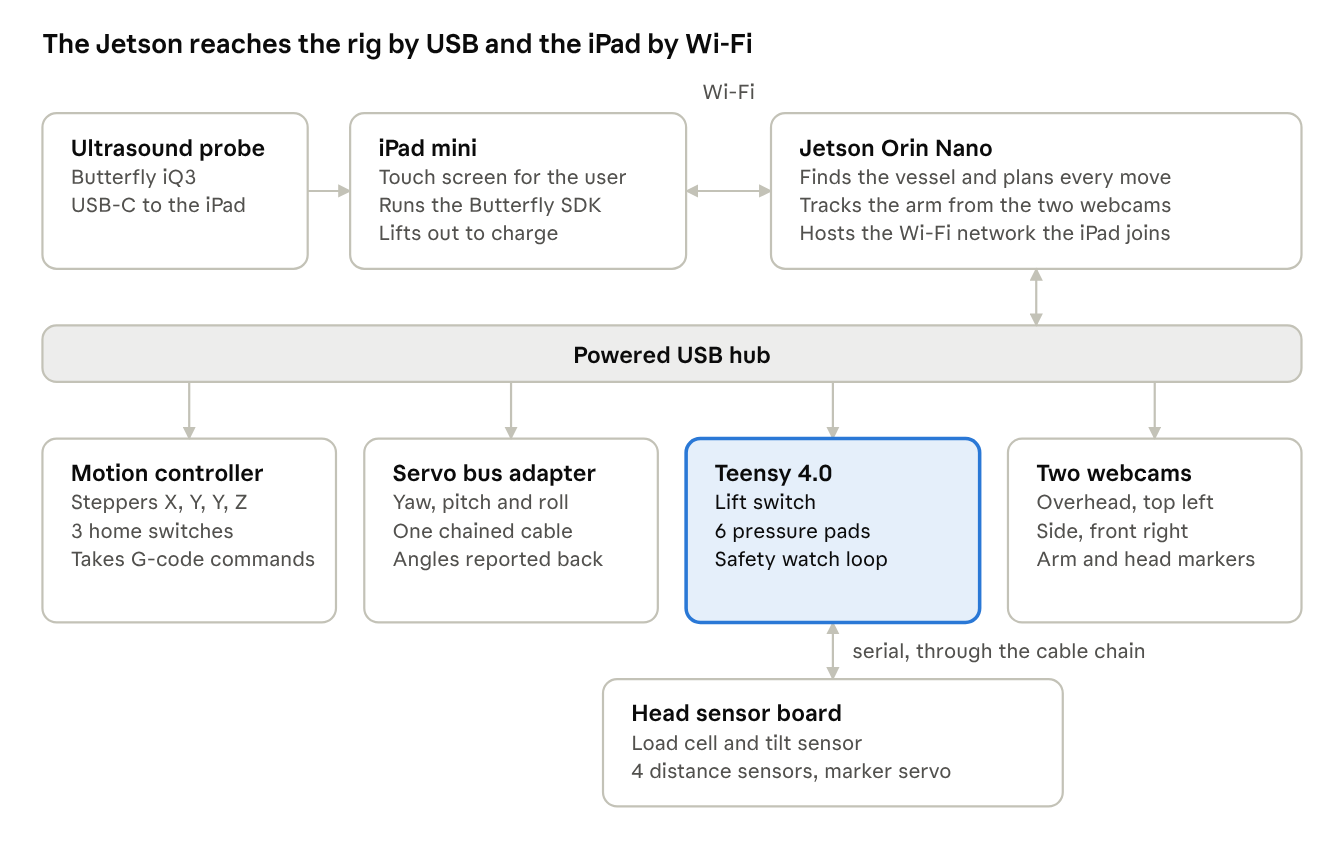 The Jetson reaches the rig by USB and the iPad by Wi-Fi
Wi-Fi
Ultrasound probe
Butterfly iQ3
USB-C to the iPad
iPad mini
Touch screen for the user
Runs the Butterfly SDK
Lifts out to charge
Jetson Orin Nano
Finds the vessel and plans every move
Tracks the arm from the two webcams
Hosts the Wi-Fi network the iPad joins
Powered USB hub
Motion controller
Steppers X, Y, Y, Z
3 home switches
Takes G-code commands
Servo bus adapter
Yaw, pitch and roll
One chained cable
Angles reported back
Teensy 4.0
Lift switch
6 pressure pads
Safety watch loop
Two webcams
Overhead, top left
Side, front right
Arm and head markers
serial, through the cable chain
Head sensor board
Load cell and tilt sensor
4 distance sensors, marker servo